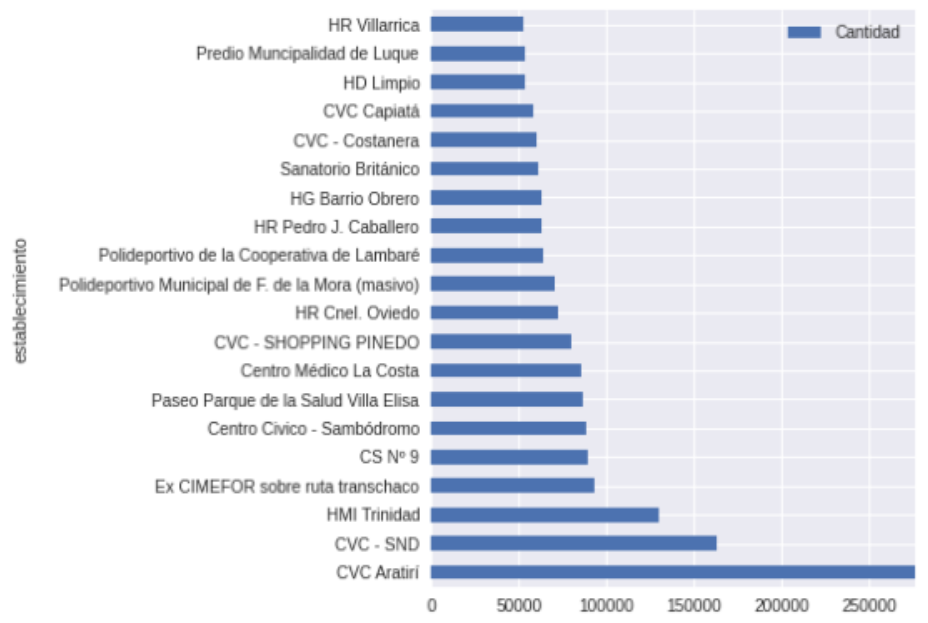 Cantidad
establecimiento
HR Villarrica
Predio Muncipalidad de Luque
HD Limpio
CVC Capiatá
CVC - Costanera
Sanatorio Británico
HG Barrio Obrero
HR Pedro J. Caballero
Polideportivo de la Cooperativa de Lambaré
Polideportivo Municipal de F. de la Mora (masivo)
HR Cnel. Oviedo
CVC - SHOPPING PINEDO
Centro Médico La Costa
Paseo Parque de la Salud Villa Elisa
Centro Civico - Sambódromo
CS Nº 9
Ex CIMEFOR sobre ruta transchaco
HMI Trinidad
CVC - SND
CVC Aratirí
0 50000 100000 150000 200000 250000